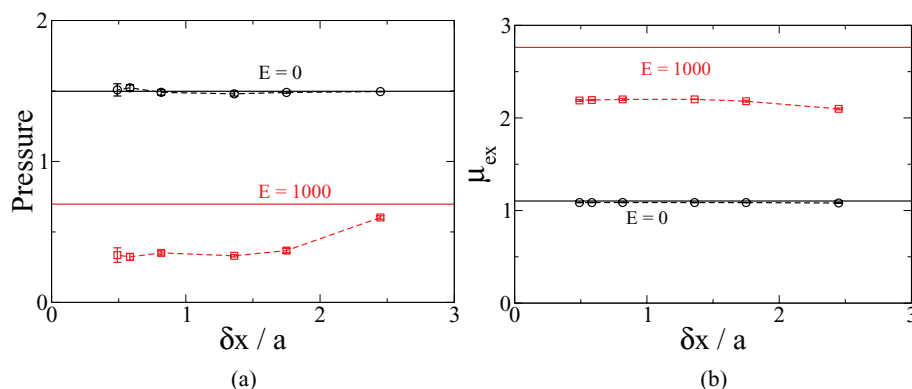 2
E = 0
1
Pressure
E = 1000
0
0
1
2
3
δx / a
(a)
3
E = 1000
2
μex
1
E = 0
0
0
1
2
3
δx / a
(b)